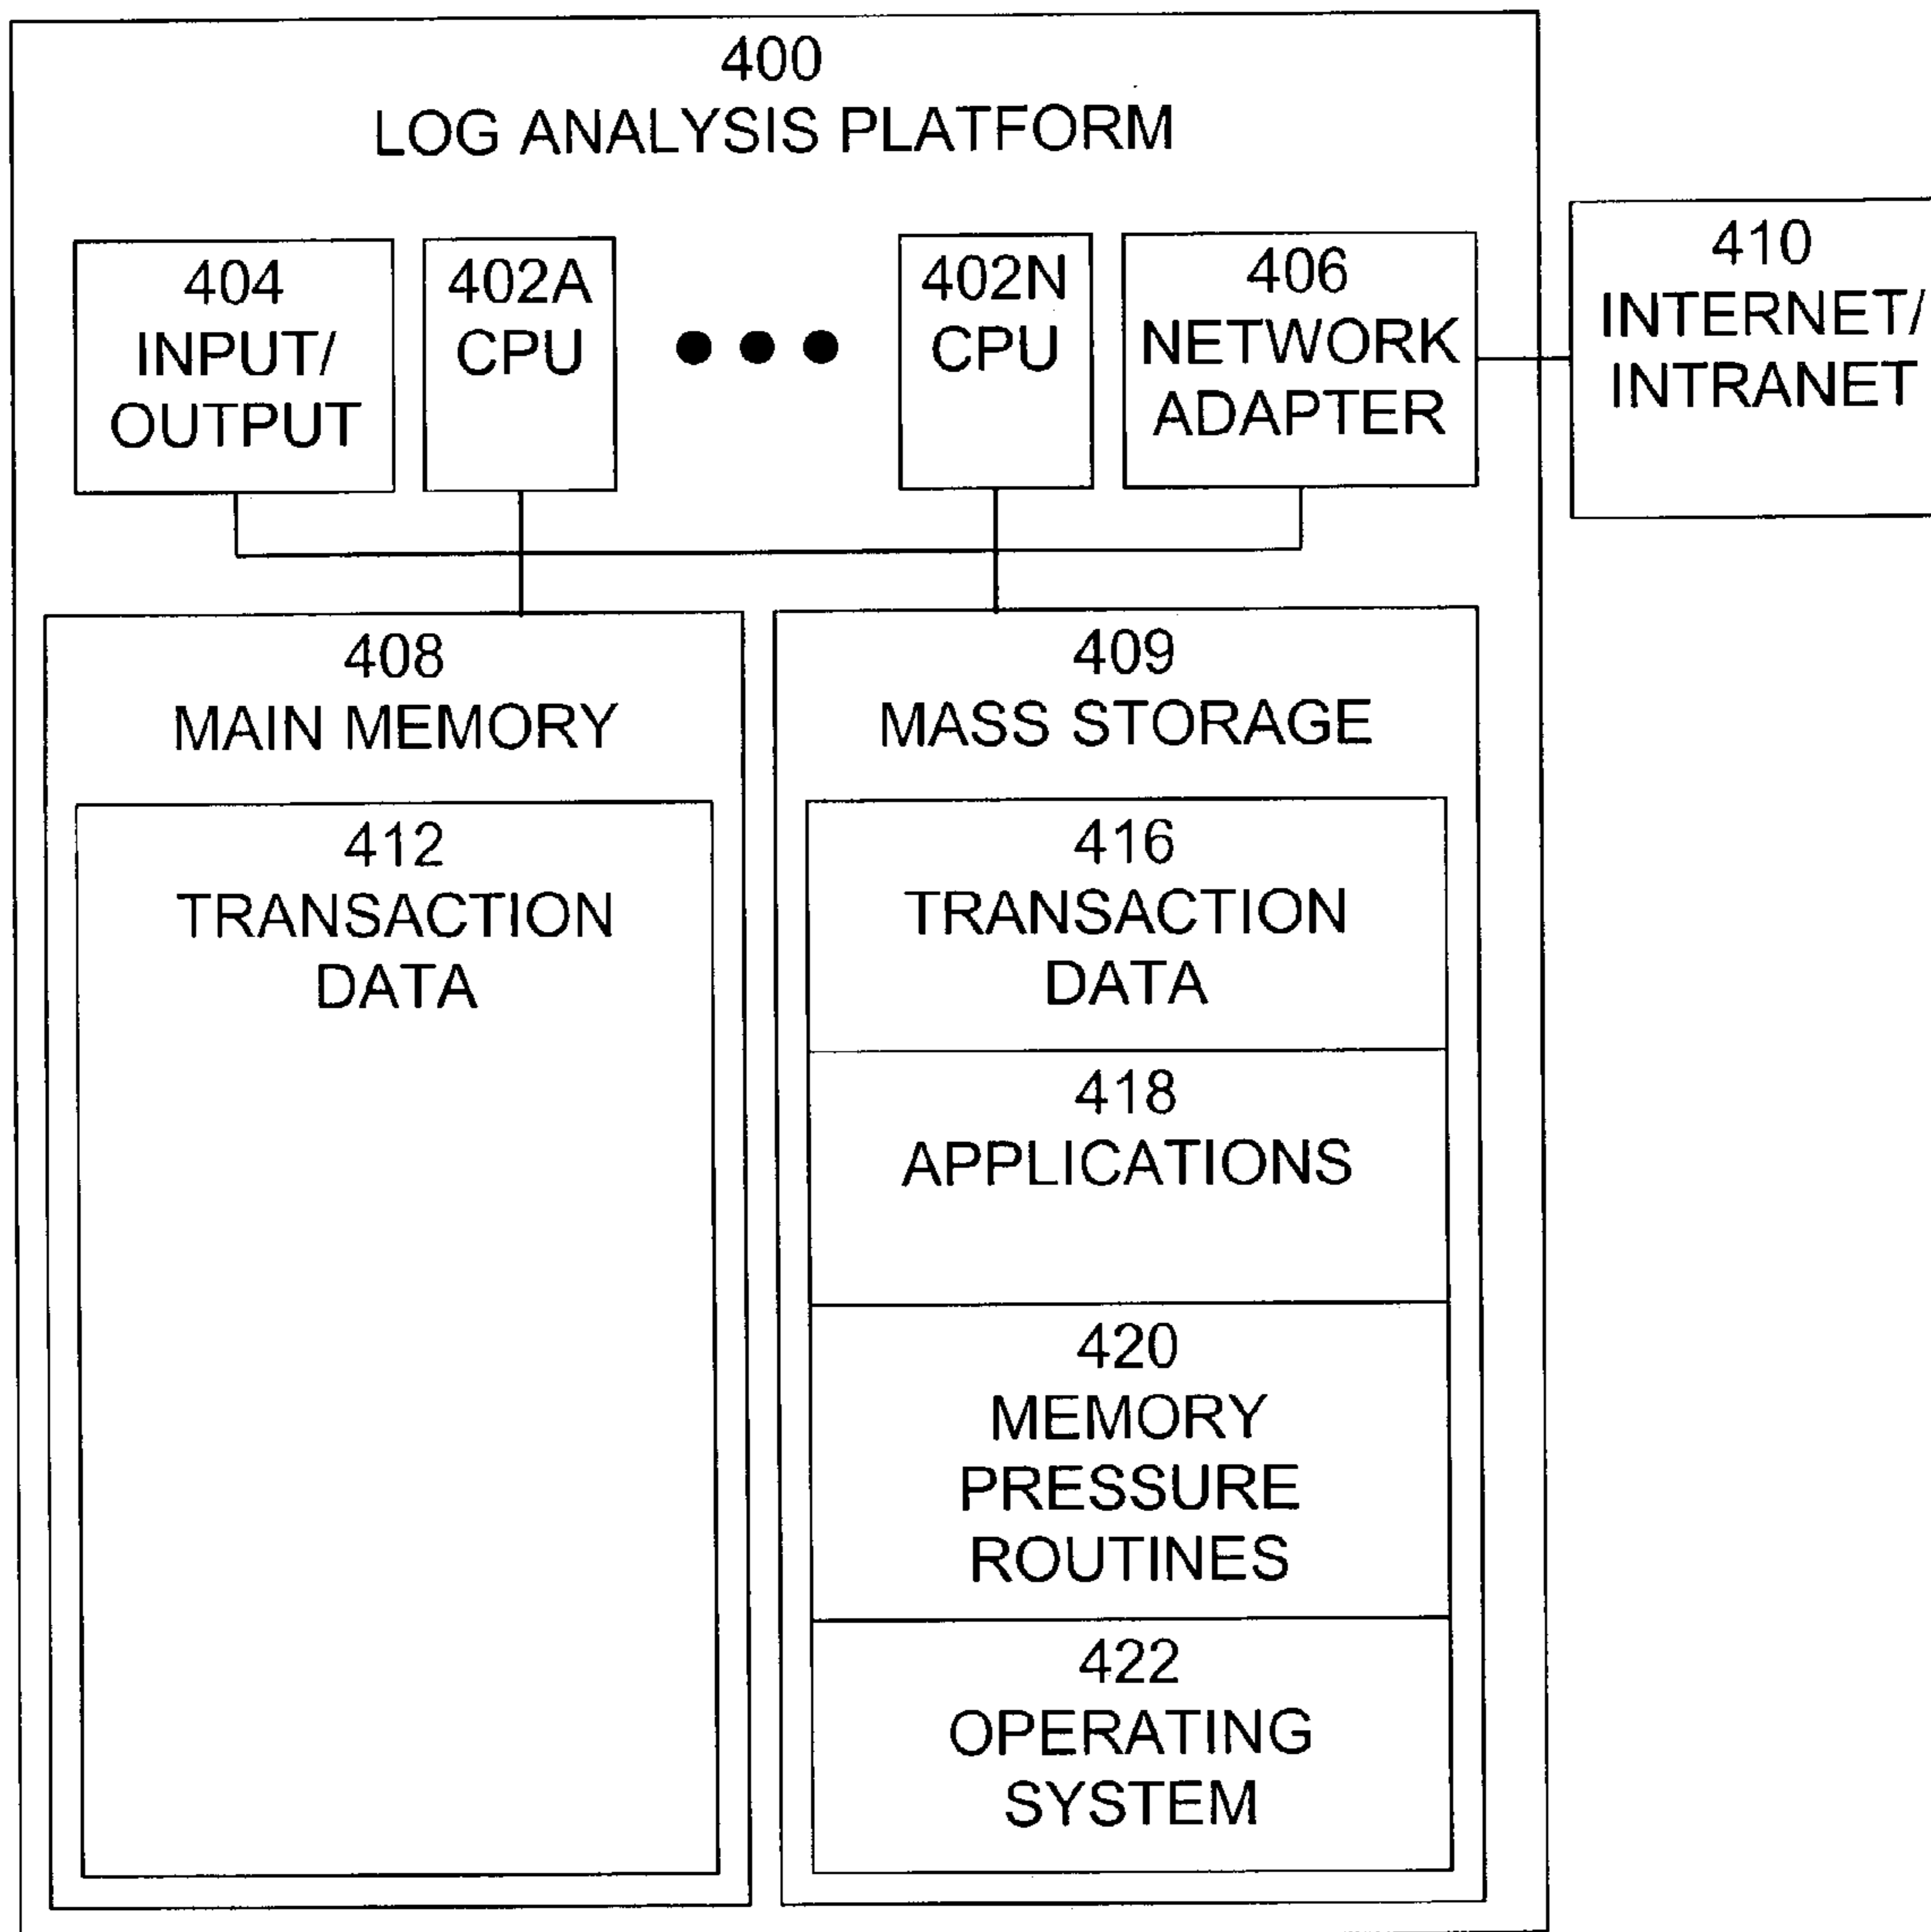 400
LOG ANALYSIS PLATFORM
404
INPUT/
OUTPUT
402A
CPU
402N
CPU
406
NETWORK
ADAPTER
410
INTERNET/
INTRANET
408
MAIN MEMORY
412
TRANSACTION
DATA
409
MASS STORAGE
416
TRANSACTION
DATA
418
APPLICATIONS
420
MEMORY
PRESSURE
ROUTINES
422
OPERATING
SYSTEM